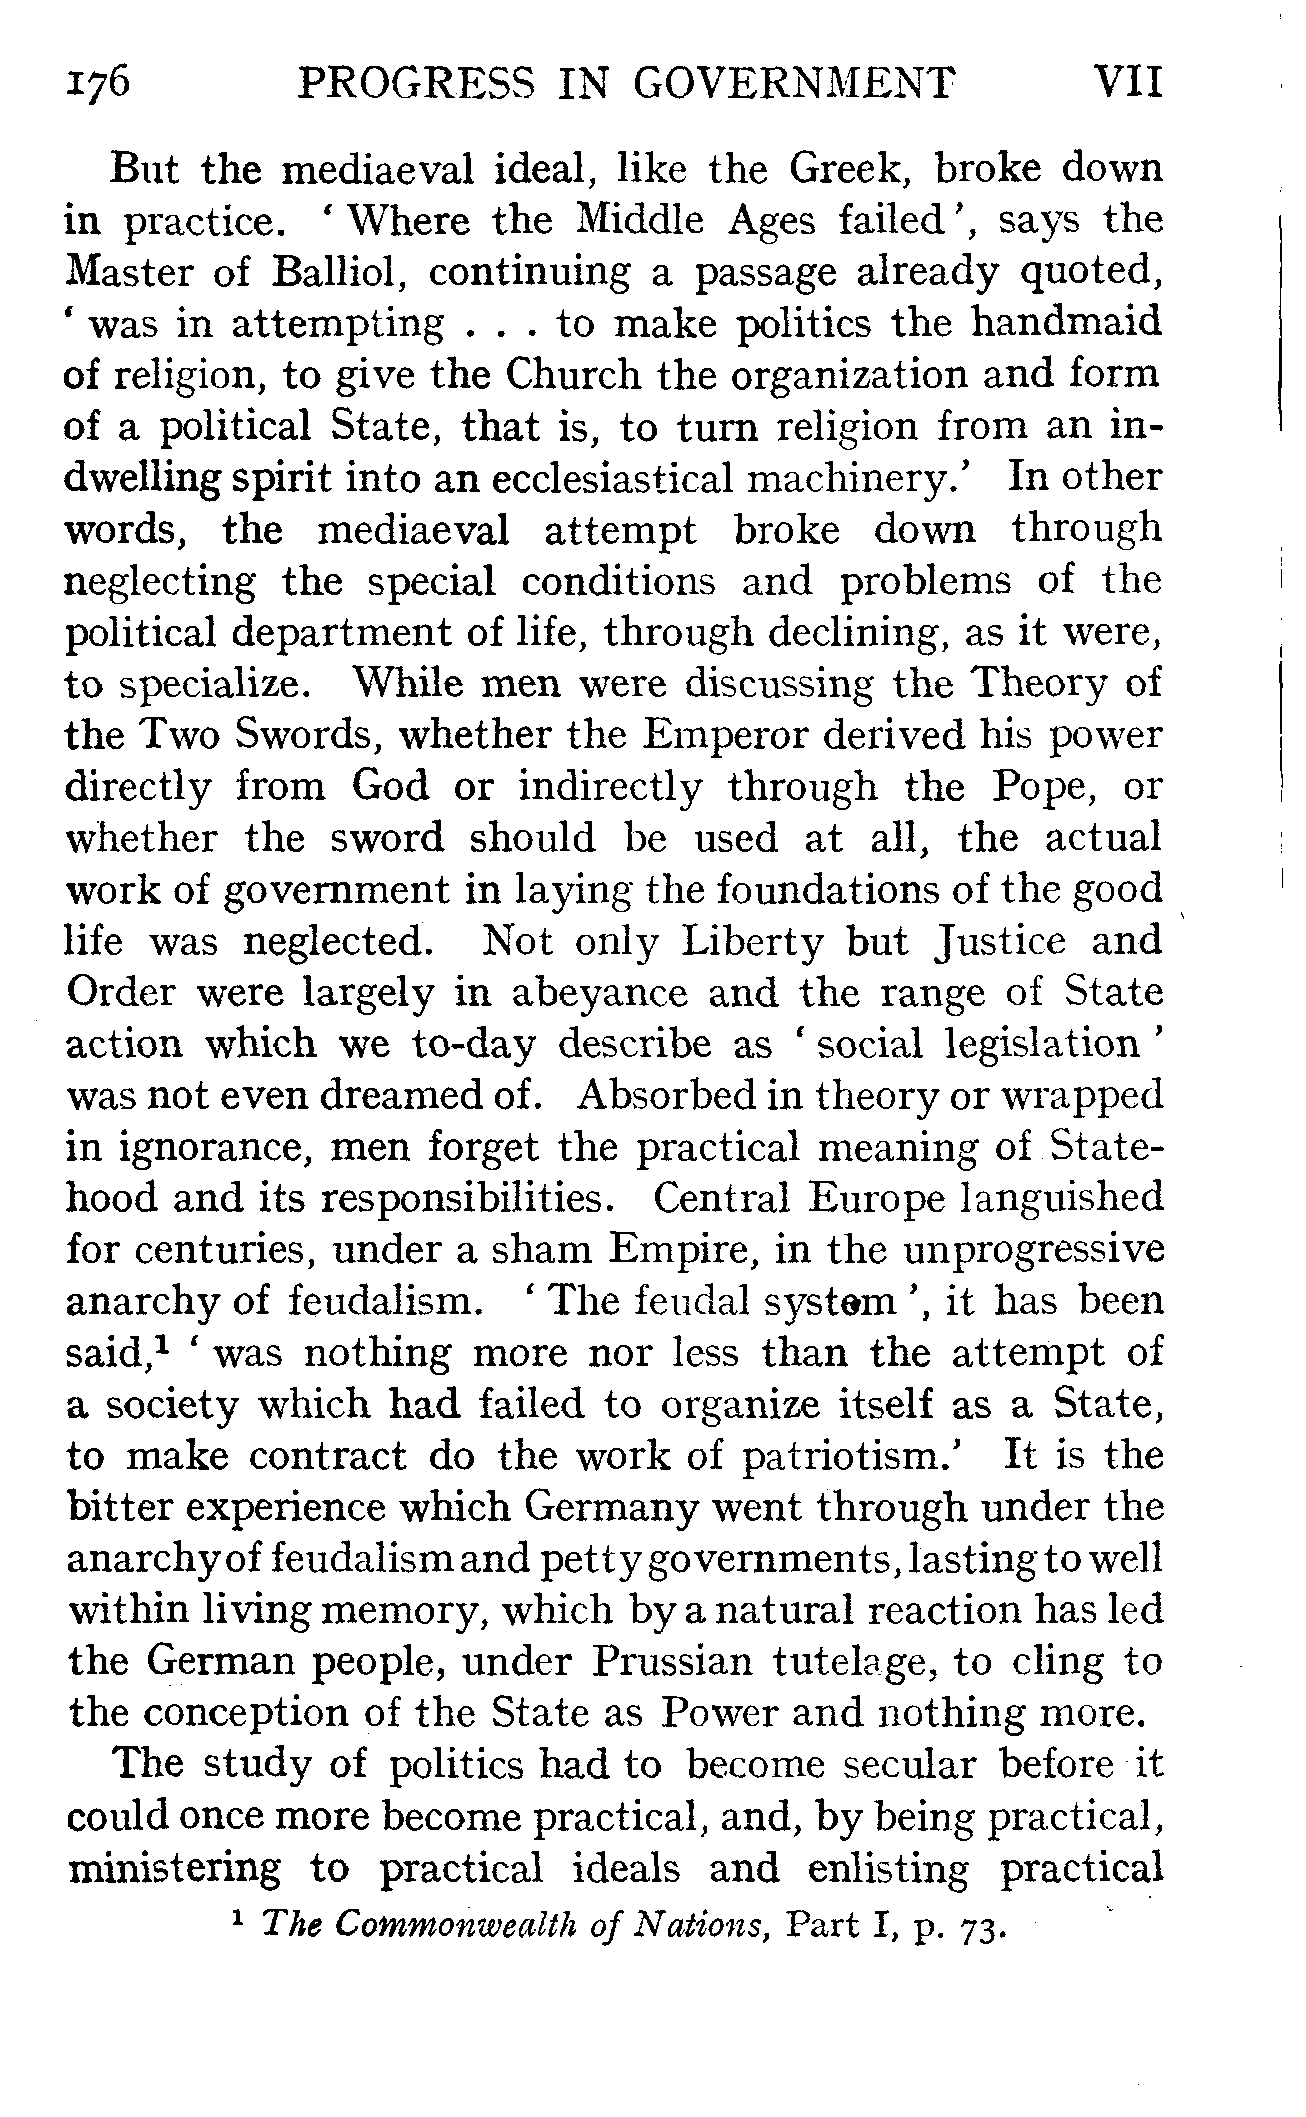 176 PROGRESS IN GOVERNMENT VII
But the mediaeval ideal, like the Greek, broke down
in practice. ‘ Where the Middle Ages failed ’, says the
Master of Balliol, continuing a passage already quoted,
‘ was in attempting . . . to make politics the handmaid
of religion, to give the Church the organization and form
of a political State, that is, to turn religion from an in-
dwelling spirit into an ecclesiastical machinery.’ In other
words, the mediaeval attempt broke down through
neglecting the special conditions and problems of the
political department of life, through declining, as it were,
to specialize. While men were discussing the Theory of
the Two Swords, whether the Emperor derived his power
directly from God or indirectly through the Pope, or
whether the sword should be used at all, the actual
work of government in laying the foundations of the good
life was neglected. Not only Liberty but Justice and
Order were largely in abeyance and the range of State
action which we to-day describe as ‘ social legislation ’
was not even dreamed of. Absorbed in theory or wrapped
in ignorance, men forget the practical meaning of State-
hood and its responsibilities. Central Europe languished
for centuries, under a sham Empire, in the unprogressive
anarchy of feudalism. ‘ The feudal system ’, it has been
said,¹ ‘ was nothing more nor less than the attempt of
a society which had failed to organize itself as a State,
to make contract do the work of patriotism.’ It is the
bitter experience which Germany went through under the
anarchy of feudalism and petty governments, lasting to well
within living memory, which by a natural reaction has led
the German people, under Prussian tutelage, to cling to
the conception of the State as Power and nothing more.
The study of politics had to become secular before it
could once more become practical, and, by being practical,
ministering to practical ideals and enlisting practical
¹ The Commonwealth of Nations, Part I, p. 73.